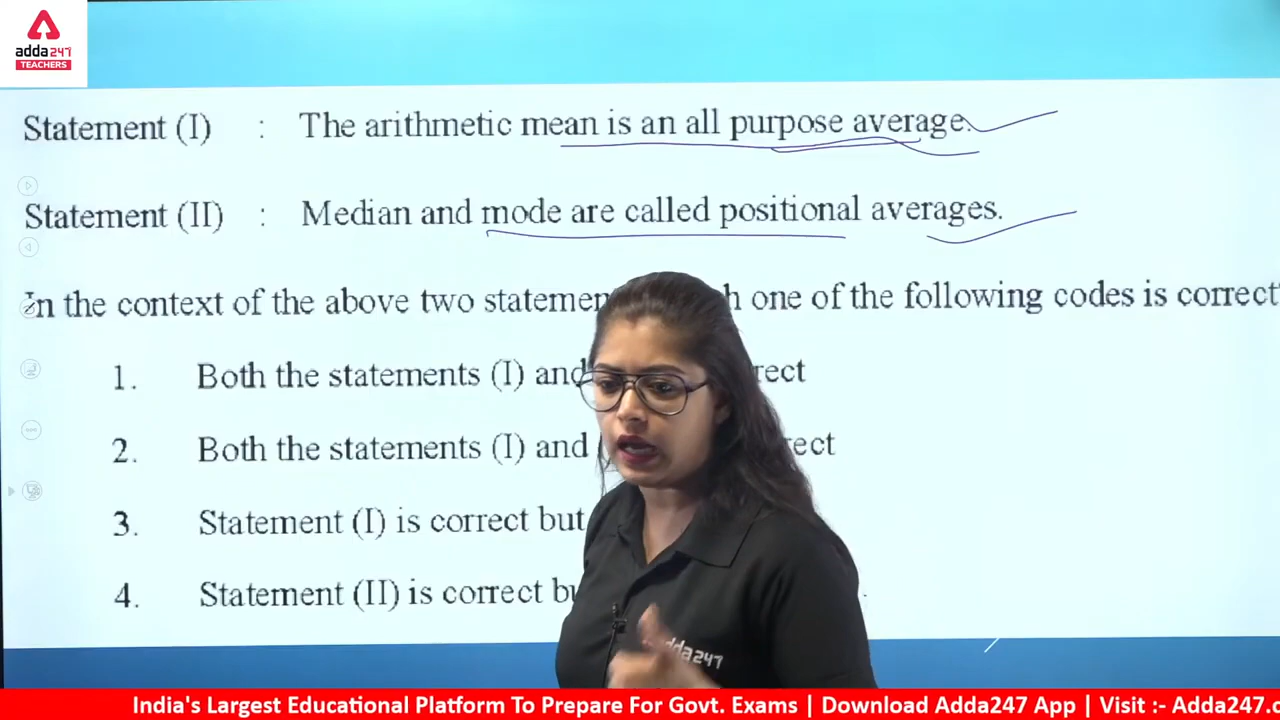 adda247
TEACHERS
Statement (I) : The arithmetic mean is an all purpose average.
Statement (II) : Median and mode are called positional averages.
In the context of the above two statemen h one of the following codes is correct?
1. Both the statements (I) and rect
2. Both the statements (I) and rect
3. Statement (I) is correct but
4. Statement (II) is correct bu .
adda247
India's Largest Educational Platform To Prepare For Govt. Exams | Download Adda247 App | Visit :- Adda247.c